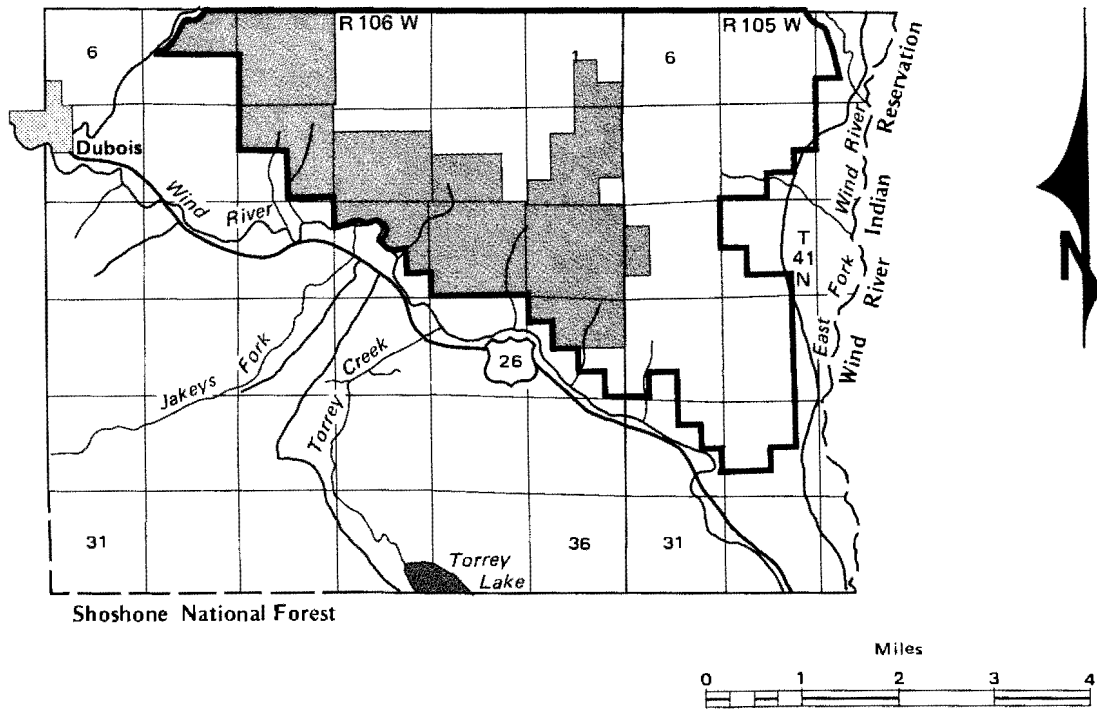 R 106 W
R 105 W
6
1
6
Dubois
Wind River
East Fork Wind River
Wind River Indian Reservation
T
41
N
N
Jakeys Fork
Torrey Creek
26
31
36
31
Torrey
Lake
Shoshone National Forest
Miles
0 1 2 3 4